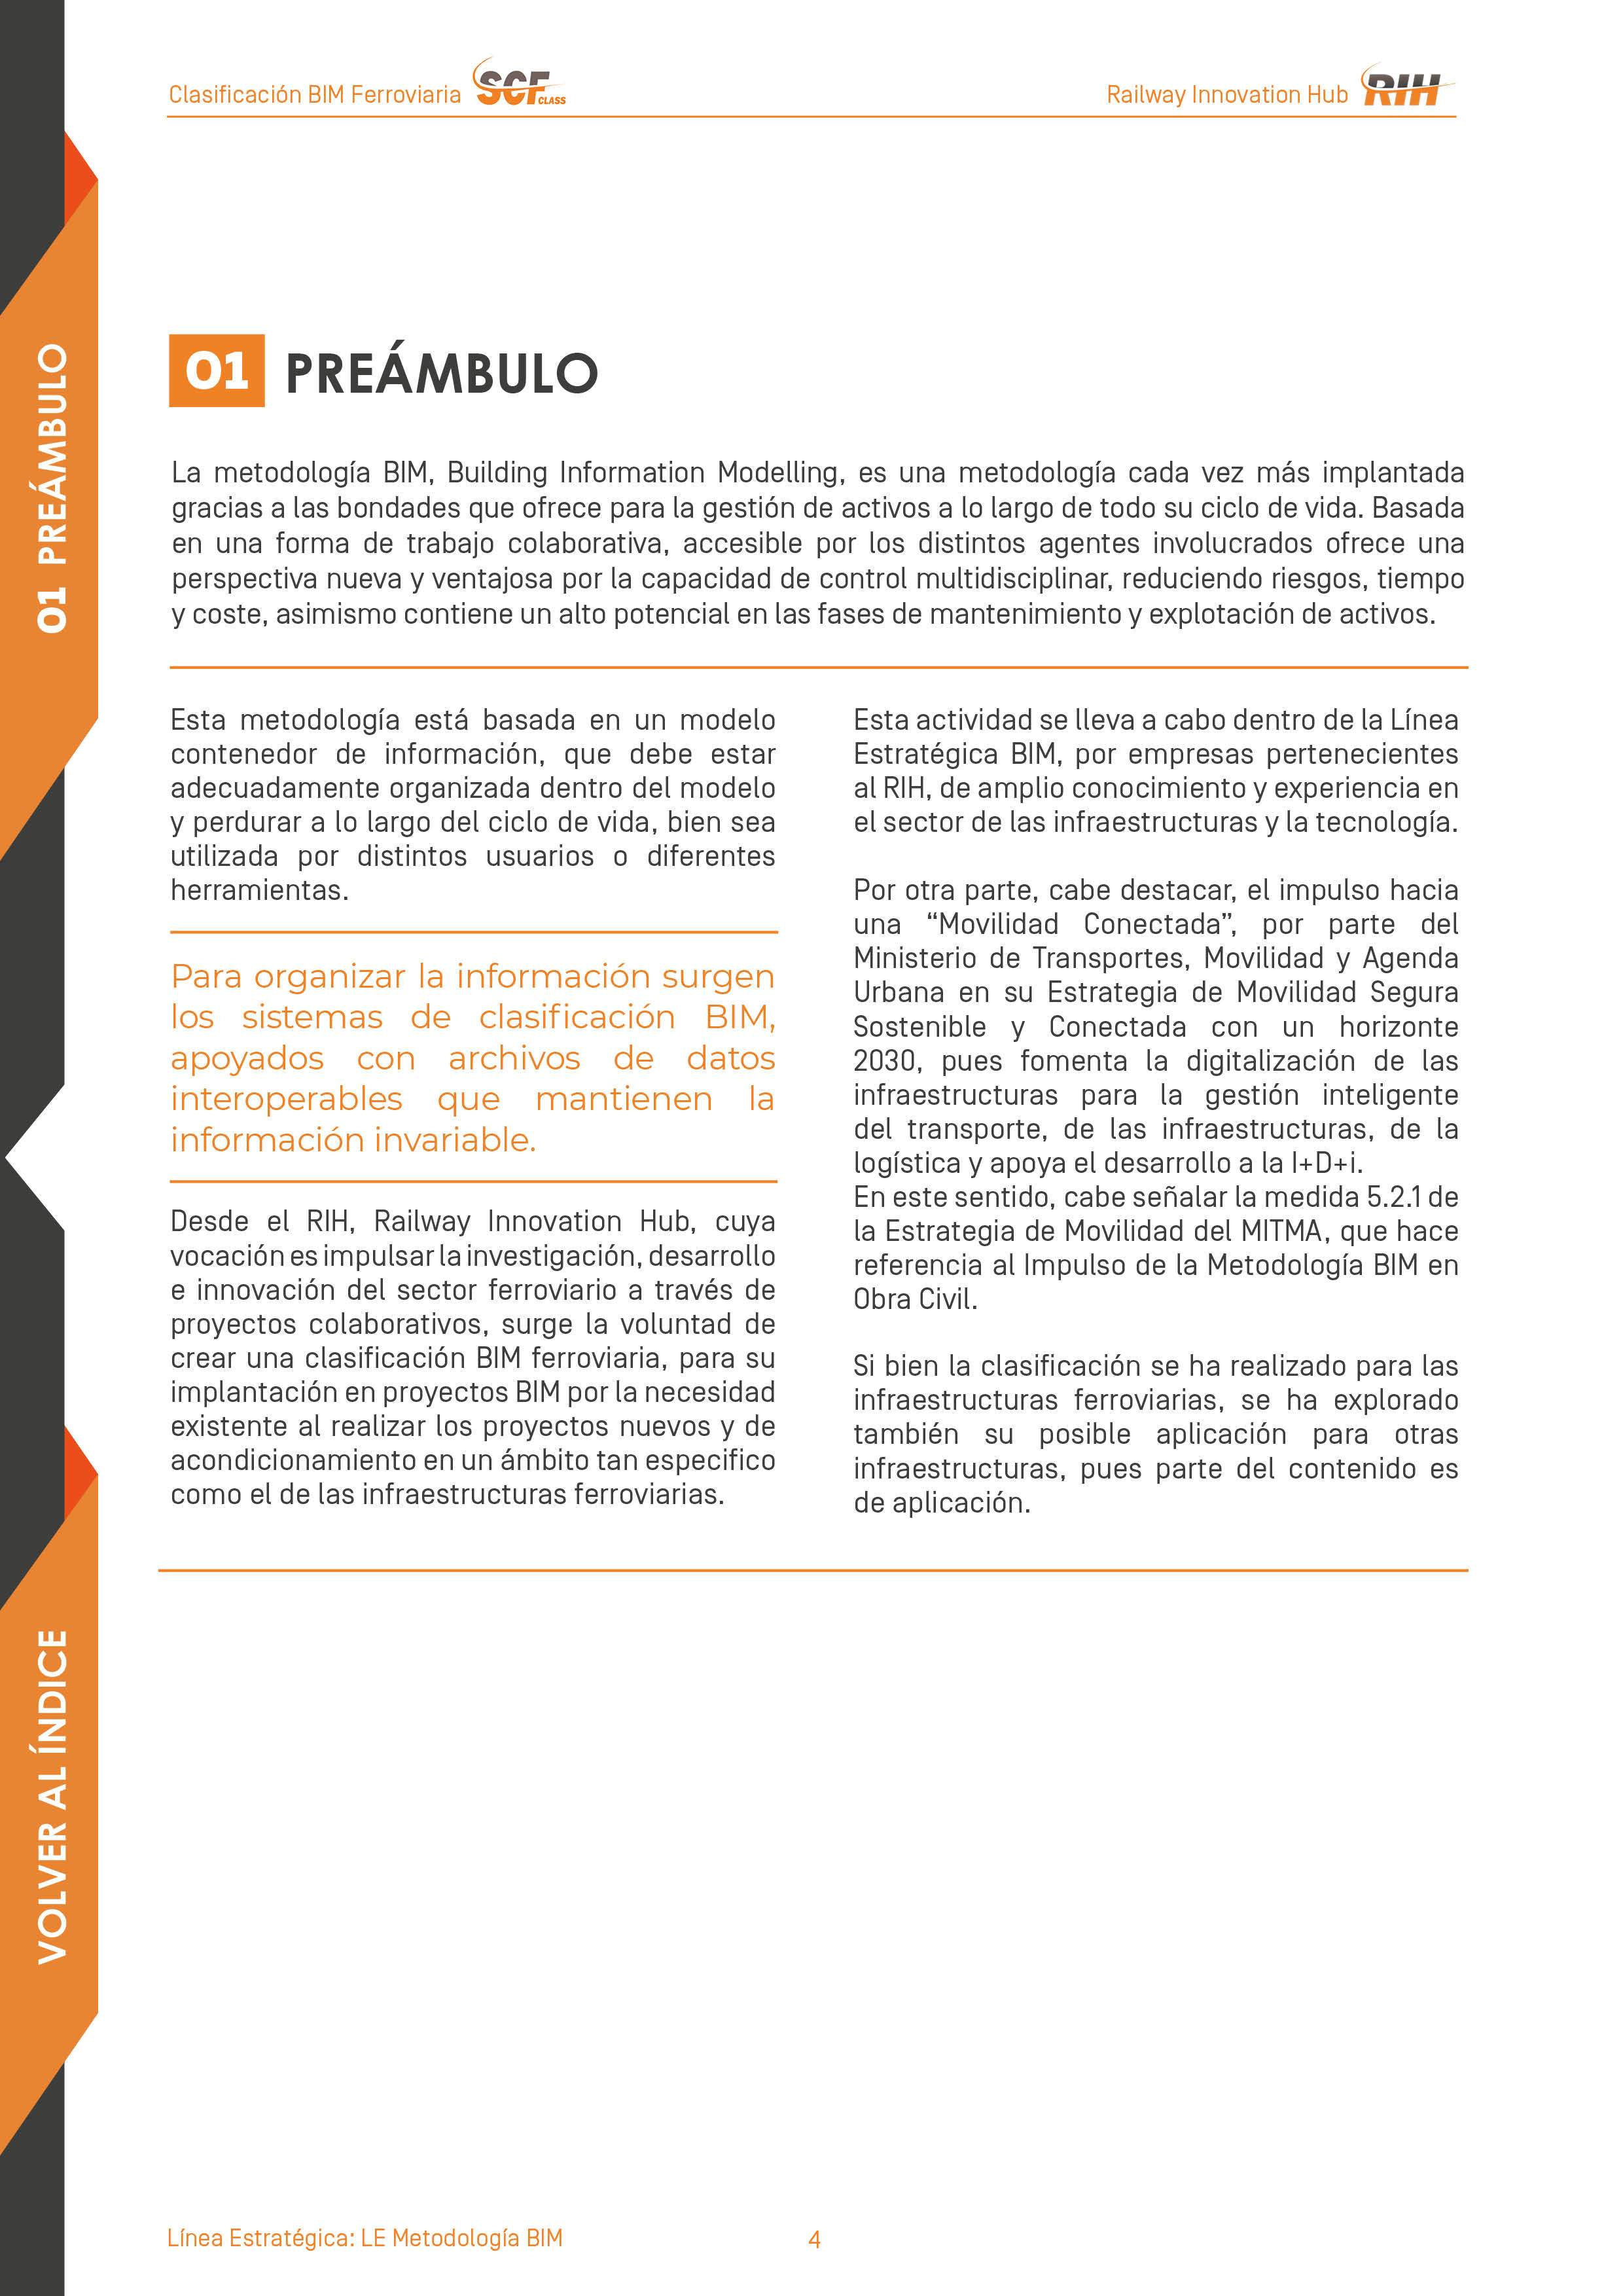 Clasificación BIM Ferroviaria SCF CLASS
Railway Innovation Hub RIH
01 PREÁMBULO
01 PREÁMBULO
La metodología BIM, Building Information Modelling, es una metodología cada vez más implantada
gracias a las bondades que ofrece para la gestión de activos a lo largo de todo su ciclo de vida. Basada
en una forma de trabajo colaborativa, accesible por los distintos agentes involucrados ofrece una
perspectiva nueva y ventajosa por la capacidad de control multidisciplinar, reduciendo riesgos, tiempo
y coste, asimismo contiene un alto potencial en las fases de mantenimiento y explotación de activos.
Esta metodología está basada en un modelo
contenedor de información, que debe estar
adecuadamente organizada dentro del modelo
y perdurar a lo largo del ciclo de vida, bien sea
utilizada por distintos usuarios o diferentes
herramientas.
Para organizar la información surgen
los sistemas de clasificación BIM,
apoyados con archivos de datos
interoperables que mantienen la
información invariable.
Desde el RIH, Railway Innovation Hub, cuya
vocación es impulsar la investigación, desarrollo
e innovación del sector ferroviario a través de
proyectos colaborativos, surge la voluntad de
crear una clasificación BIM ferroviaria, para su
implantación en proyectos BIM por la necesidad
existente al realizar los proyectos nuevos y de
acondicionamiento en un ámbito tan especifico
como el de las infraestructuras ferroviarias.
Esta actividad se lleva a cabo dentro de la Línea
Estratégica BIM, por empresas pertenecientes
al RIH, de amplio conocimiento y experiencia en
el sector de las infraestructuras y la tecnología.
Por otra parte, cabe destacar, el impulso hacia
una “Movilidad Conectada”, por parte del
Ministerio de Transportes, Movilidad y Agenda
Urbana en su Estrategia de Movilidad Segura
Sostenible y Conectada con un horizonte
2030, pues fomenta la digitalización de las
infraestructuras para la gestión inteligente
del transporte, de las infraestructuras, de la
logística y apoya el desarrollo a la I+D+i.
En este sentido, cabe señalar la medida 5.2.1 de
la Estrategia de Movilidad del MITMA, que hace
referencia al Impulso de la Metodología BIM en
Obra Civil.
Si bien la clasificación se ha realizado para las
infraestructuras ferroviarias, se ha explorado
también su posible aplicación para otras
infraestructuras, pues parte del contenido es
de aplicación.
VOLVER AL ÍNDICE
Línea Estratégica: LE Metodología BIM
4